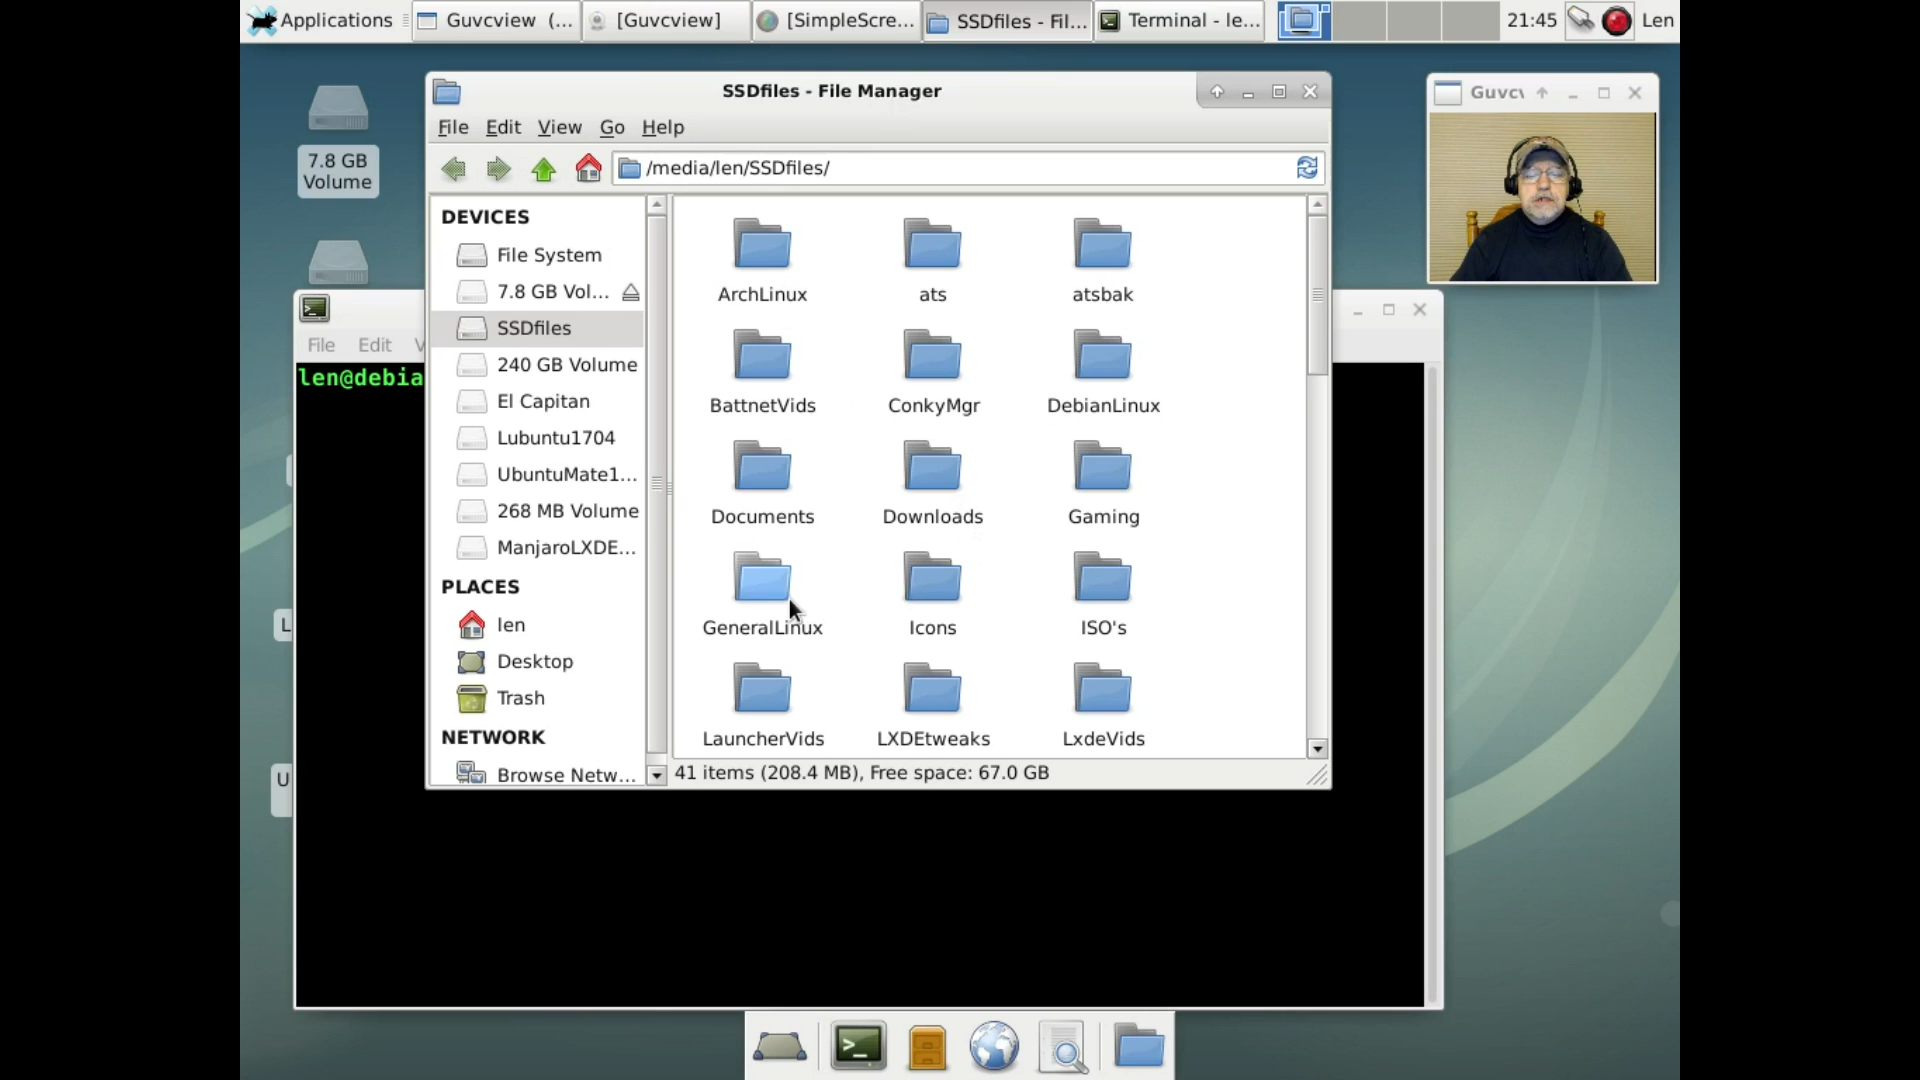 Applications
Guvcview (...
[Guvcview]
[SimpleScre...
SSDfiles - Fil...
Terminal - le...
21:45
Len
SSDfiles - File Manager
File Edit View Go Help
/media/len/SSDfiles/
7.8 GB
Volume
DEVICES
File System
7.8 GB Vol...
SSDfiles
240 GB Volume
El Capitan
Lubuntu1704
UbuntuMate1...
268 MB Volume
ManjaroLXDE...
PLACES
len
Desktop
Trash
NETWORK
Browse Netw...
ArchLinux
ats
atsbak
BattnetVids
ConkyMgr
DebianLinux
Documents
Downloads
Gaming
GeneralLinux
Icons
ISO's
LauncherVids
LXDEtweaks
LxdeVids
41 items (208.4 MB), Free space: 67.0 GB
File Edit V
len@debia
L
U
Guvcv